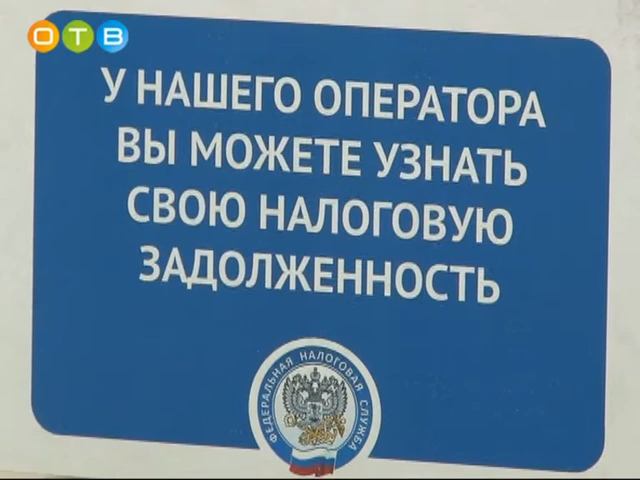 ОТВ
У НАШЕГО ОПЕРАТОРА
ВЫ МОЖЕТЕ УЗНАТЬ
СВОЮ НАЛОГОВУЮ
ЗАДОЛЖЕННОСТЬ
ФЕДЕРАЛЬНАЯ НАЛОГОВАЯ СЛУЖБА